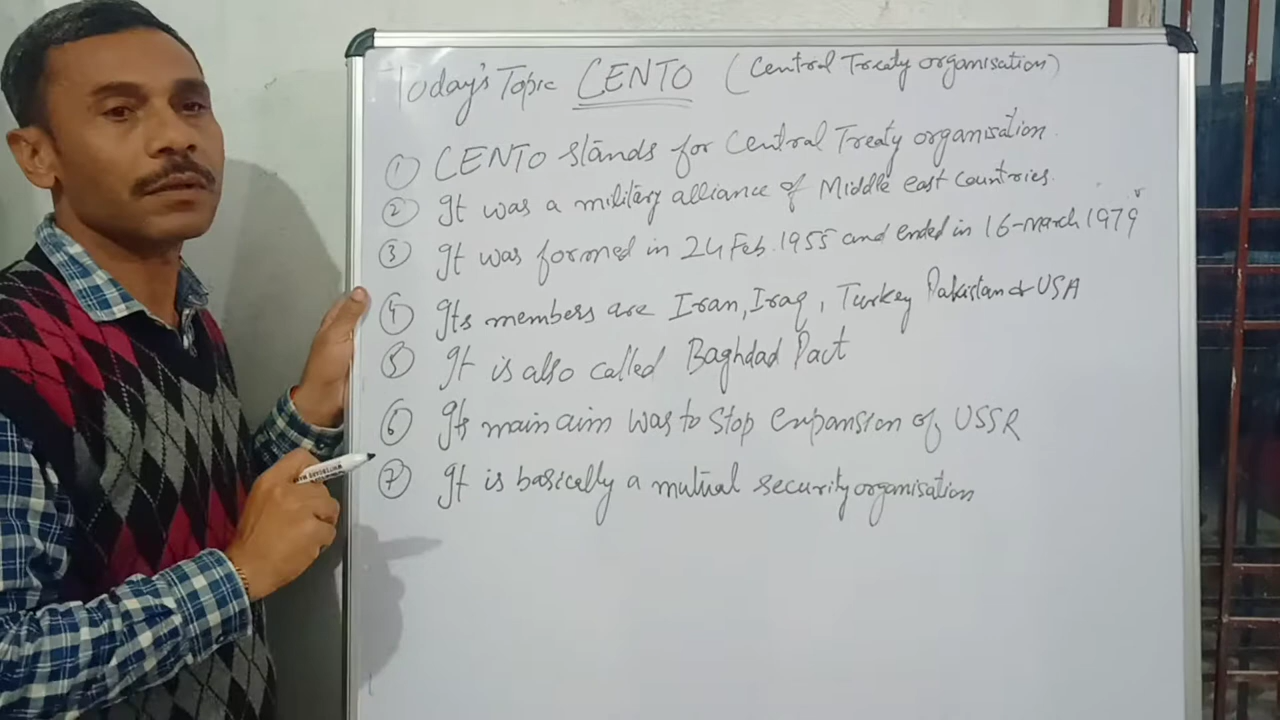 Today's Topic CENTO (Central Treaty organisation)
① CENTO stands for Central Treaty organisation.
② It was a military alliance of Middle east countries.
③ It was formed in 24 Feb. 1955 and ended in 16-March 1979
④ Its members are Iran, Iraq, Turkey Pakistan & USA
⑤ It is also called Baghdad Pact
⑥ Its main aim was to stop expansion of USSR
⑦ It is basically a mutual security organisation